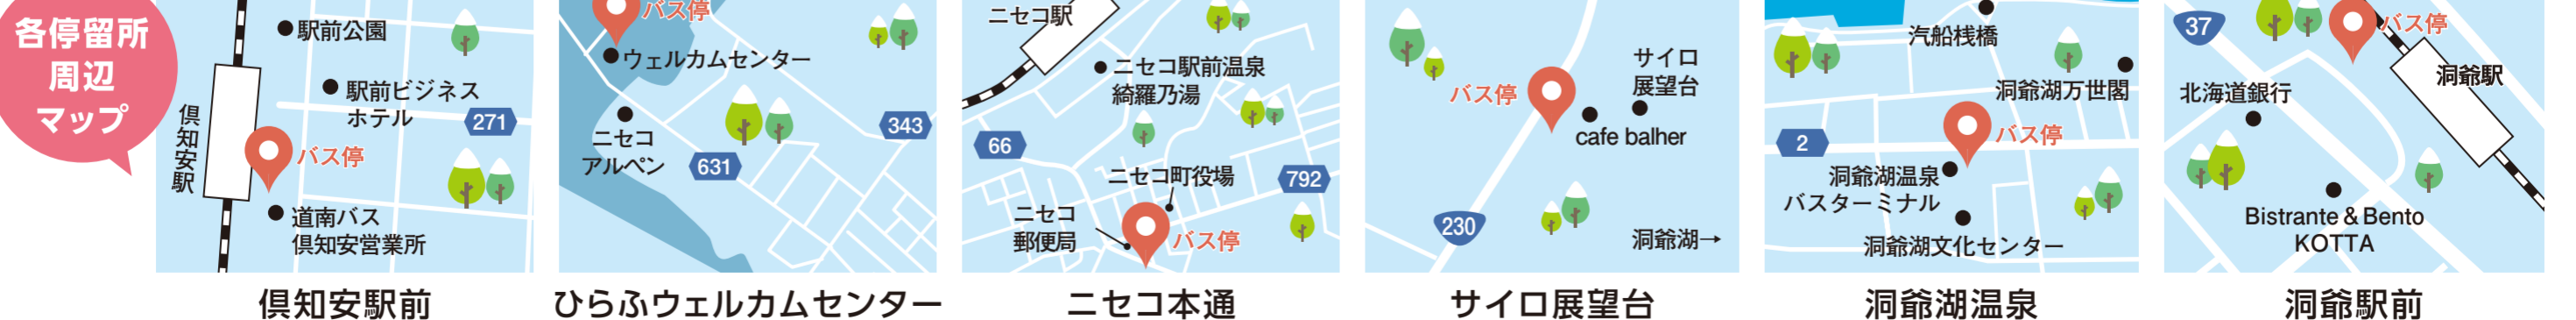 各停留所
周辺
マップ
駅前公園
駅前ビジネス
ホテル
271
倶知安駅
バス停
道南バス
倶知安営業所
倶知安駅前
バス停
ウェルカムセンター
ニセコ
アルペン
631
343
ひらふウェルカムセンター
ニセコ駅
ニセコ駅前温泉
綺羅乃湯
66
ニセコ町役場
792
ニセコ
郵便局
バス停
ニセコ本通
サイロ
展望台
バス停
cafe balher
230
洞爺湖→
サイロ展望台
汽船桟橋
洞爺湖万世閣
2
バス停
洞爺湖温泉
バスターミナル
洞爺湖文化センター
洞爺湖温泉
37
バス停
洞爺駅
北海道銀行
Bistrante & Bento
KOTTA
洞爺駅前